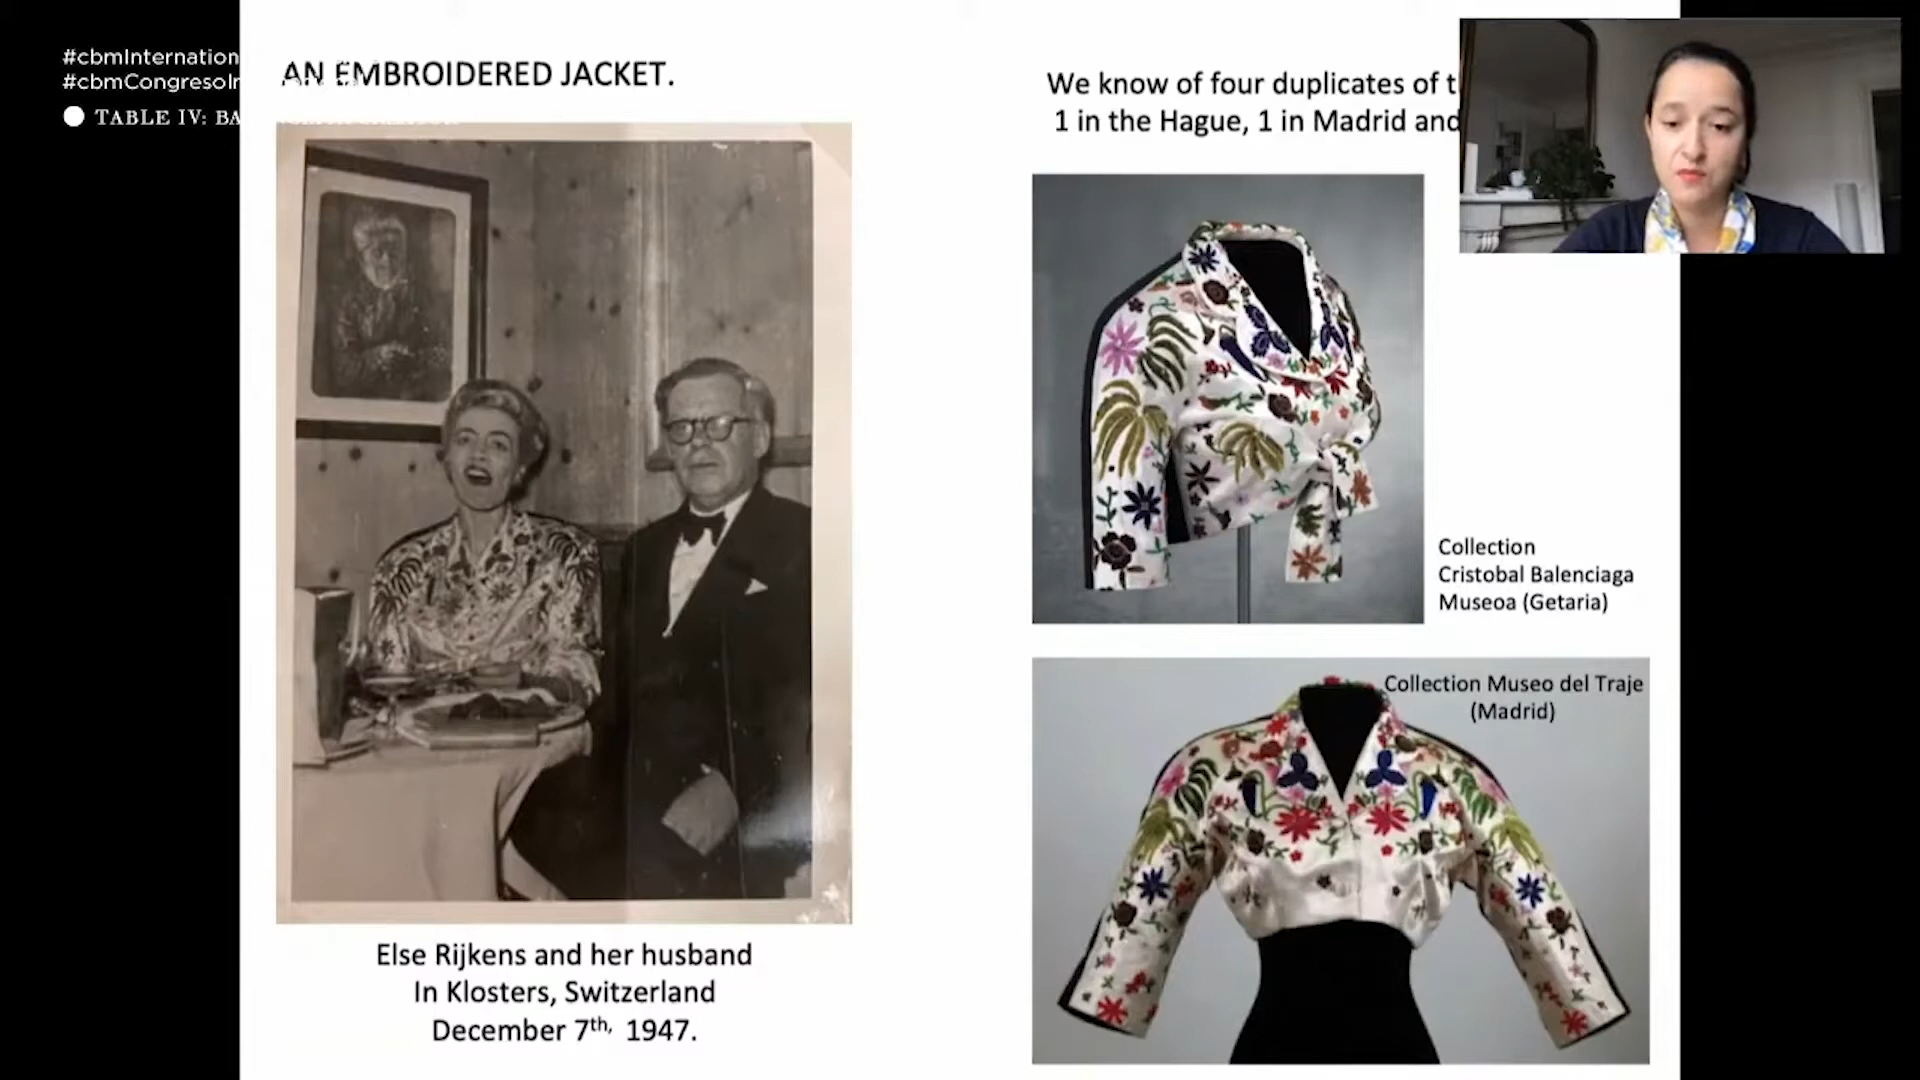 #cbmInternation
#cbmCongresoIn
TABLE IV: BA
AN EMBROIDERED JACKET.
We know of four duplicates of t
1 in the Hague, 1 in Madrid and
Collection
Cristobal Balenciaga
Museoa (Getaria)
Collection Museo del Traje
(Madrid)
Else Rijkens and her husband
In Klosters, Switzerland
December 7th, 1947.